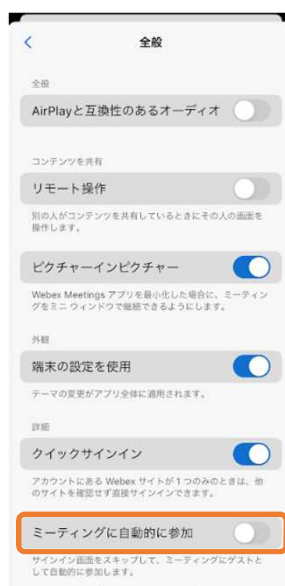 全般
全般
AirPlayと互換性のあるオーディオ
コンテンツを共有
リモート操作
別の人がコンテンツを共有しているときにその人の画面を
操作します。
ピクチャーインピクチャー
Webex Meetings アプリを最小化した場合に、ミーティン
グをミニ ウィンドウで継続できるようにします。
外観
端末の設定を使用
テーマの変更がアプリ全体に適用されます。
詳細
クイックサインイン
アカウントにある Webex サイトが 1 つのみのときは、他
のサイトを確認せず直接サインインできます。
ミーティングに自動的に参加
サインイン画面をスキップして、ミーティングにゲストと
して自動的に参加します。